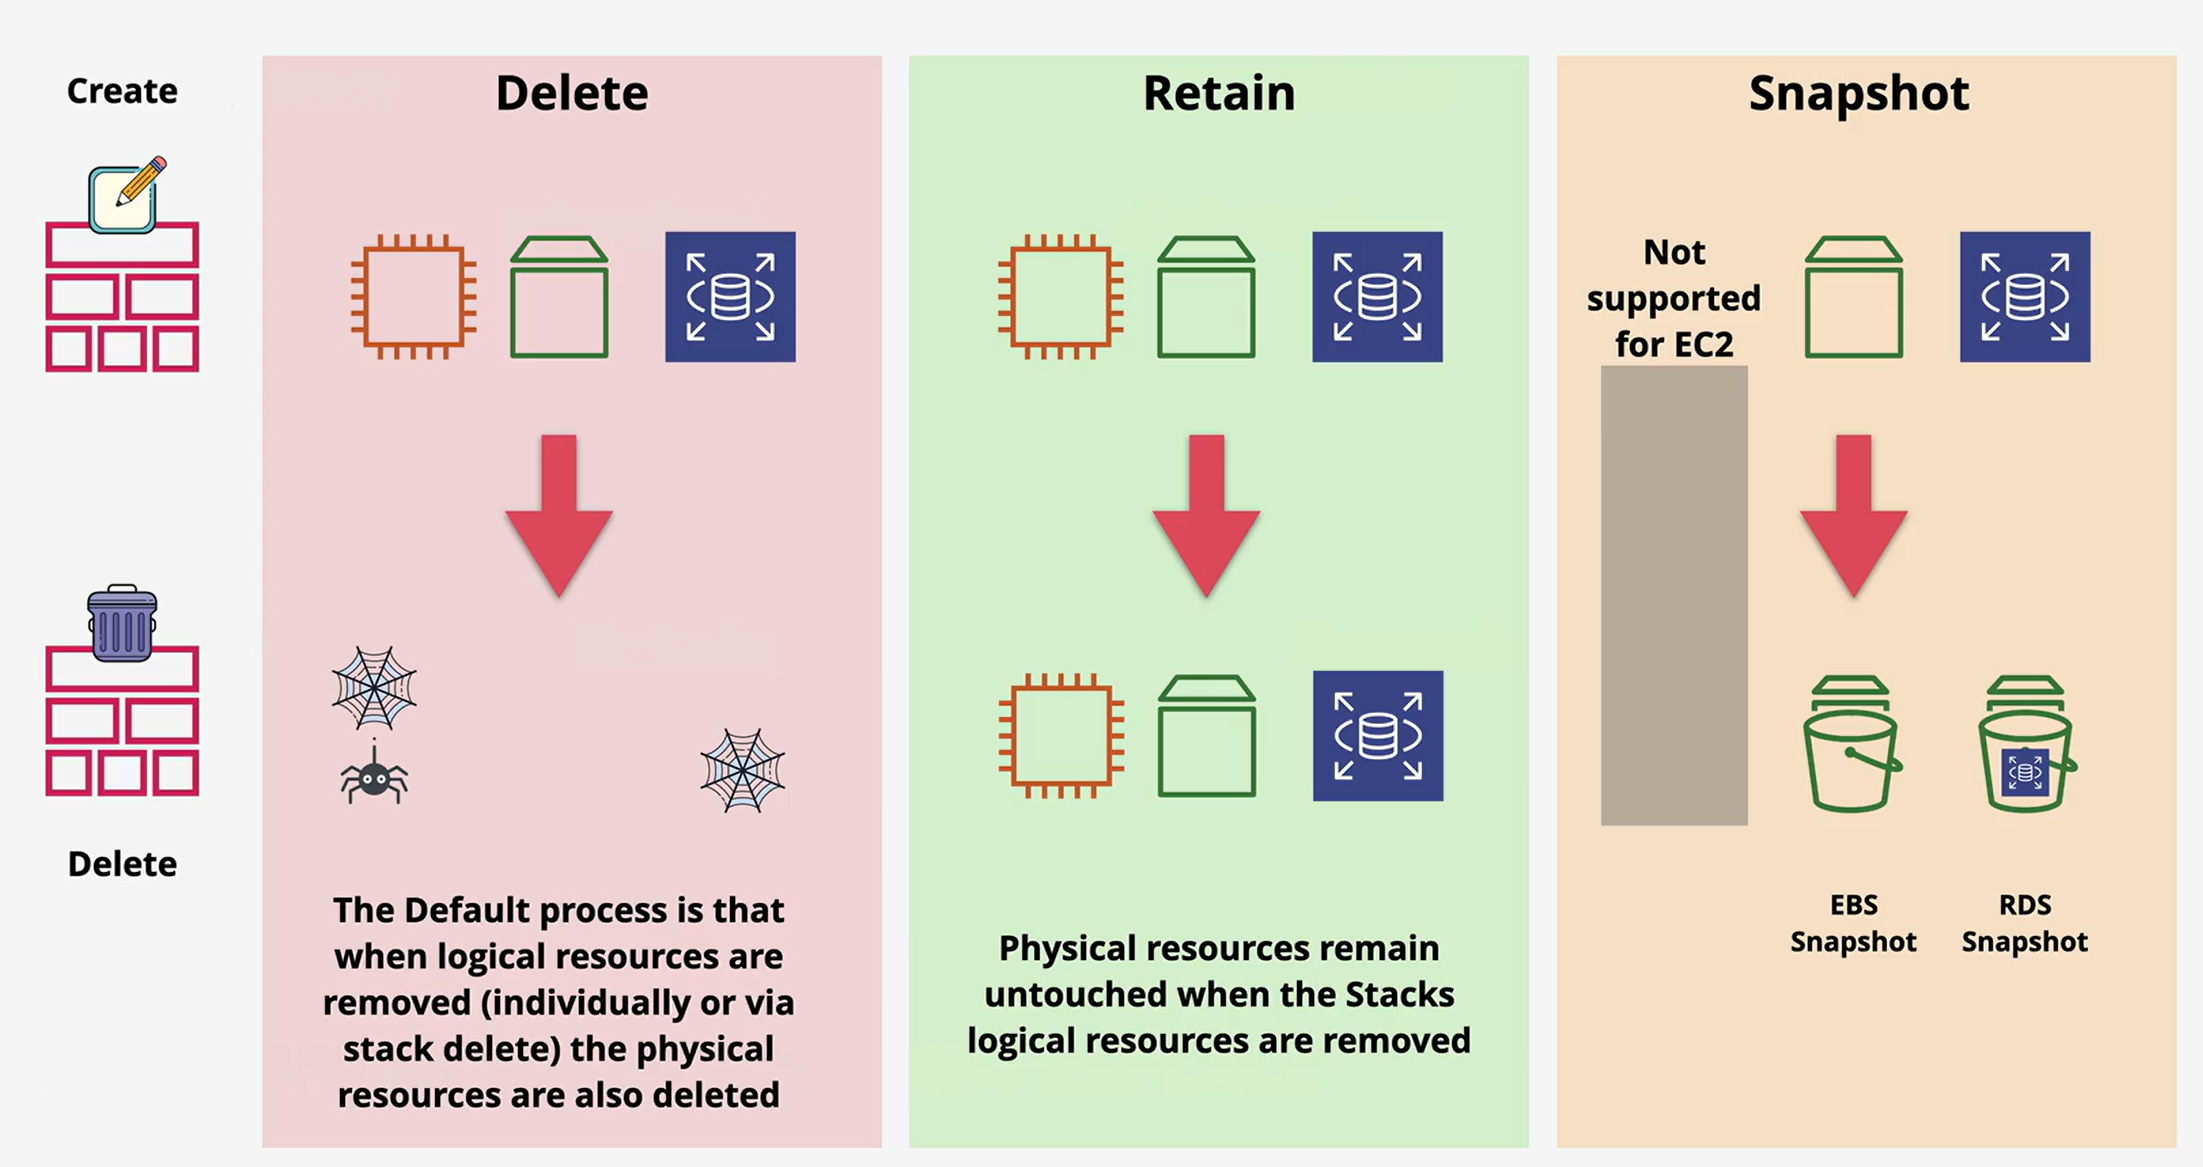 Create
Delete
Delete
The Default process is that
when logical resources are
removed (individually or via
stack delete) the physical
resources are also deleted
Retain
Physical resources remain
untouched when the Stacks
logical resources are removed
Snapshot
Not
supported
for EC2
EBS
Snapshot
RDS
Snapshot